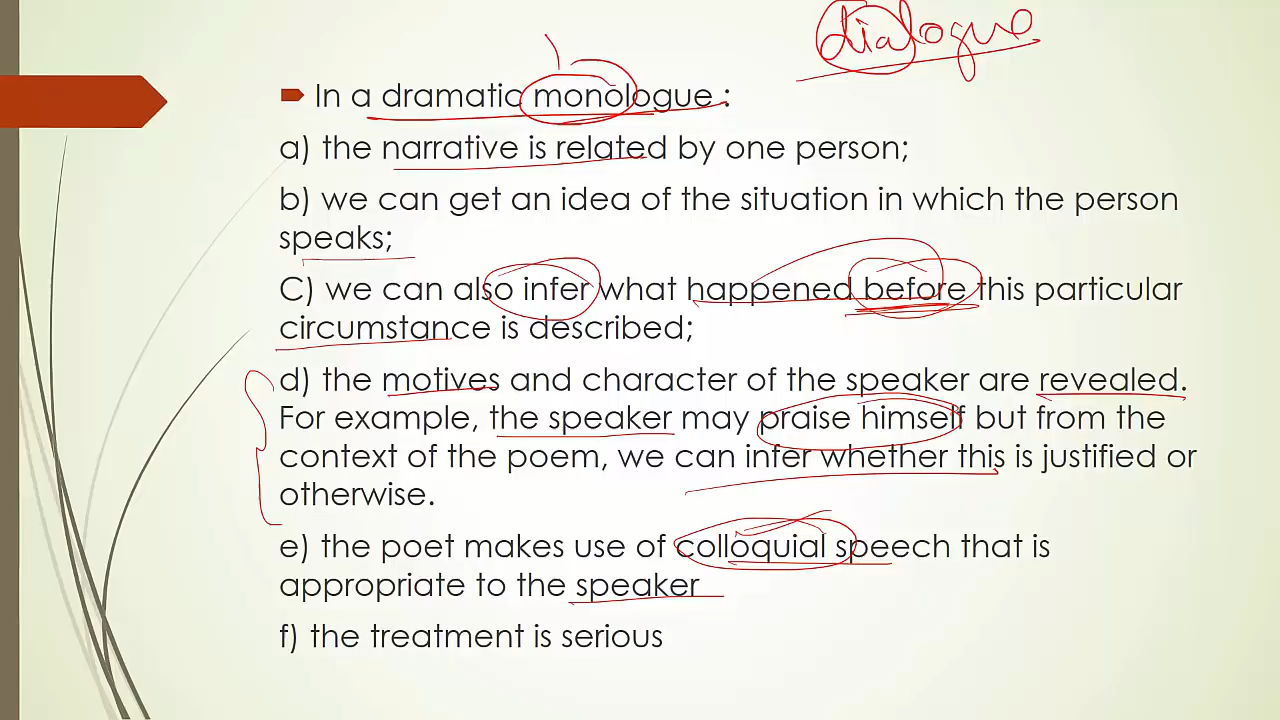 dialogue
In a dramatic monologue :
a) the narrative is related by one person;
b) we can get an idea of the situation in which the person
speaks;
C) we can also infer what happened before this particular
circumstance is described;
d) the motives and character of the speaker are revealed.
For example, the speaker may praise himself but from the
context of the poem, we can infer whether this is justified or
otherwise.
e) the poet makes use of colloquial speech that is
appropriate to the speaker
f) the treatment is serious